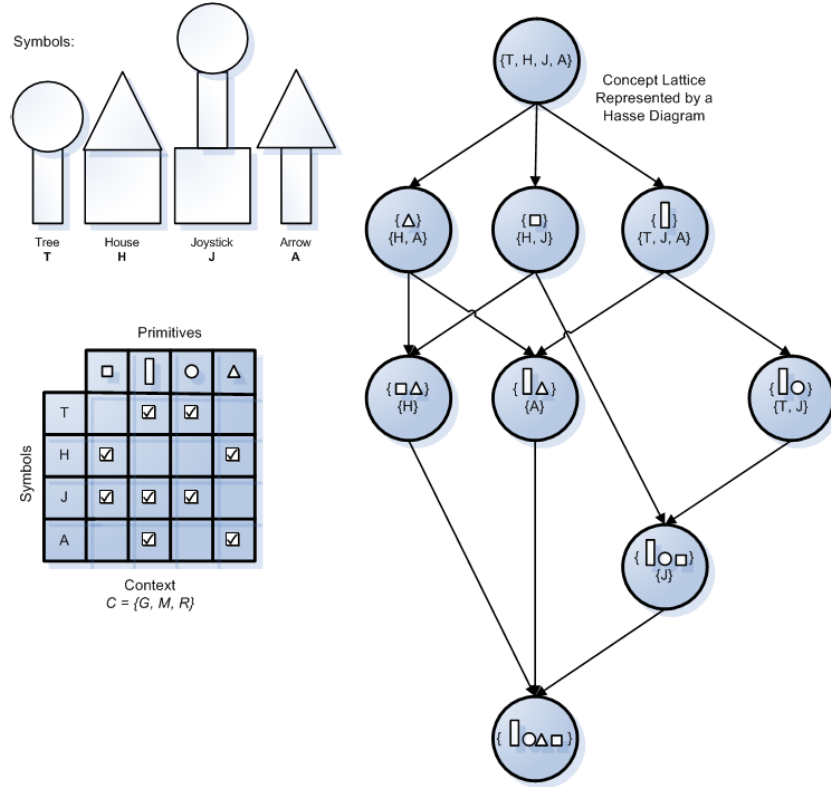 Symbols:
Tree
T
House
H
Joystick
J
Arrow
A
Primitives
Symbols
T
H
J
A
Context
C = {G, M, R}
Concept Lattice
Represented by a
Hasse Diagram
{T, H, J, A}
{ }
{H, A}
{ }
{H, J}
{ }
{T, J, A}
{ }
{H}
{ }
{A}
{ }
{T, J}
{ }
{J}
{ }